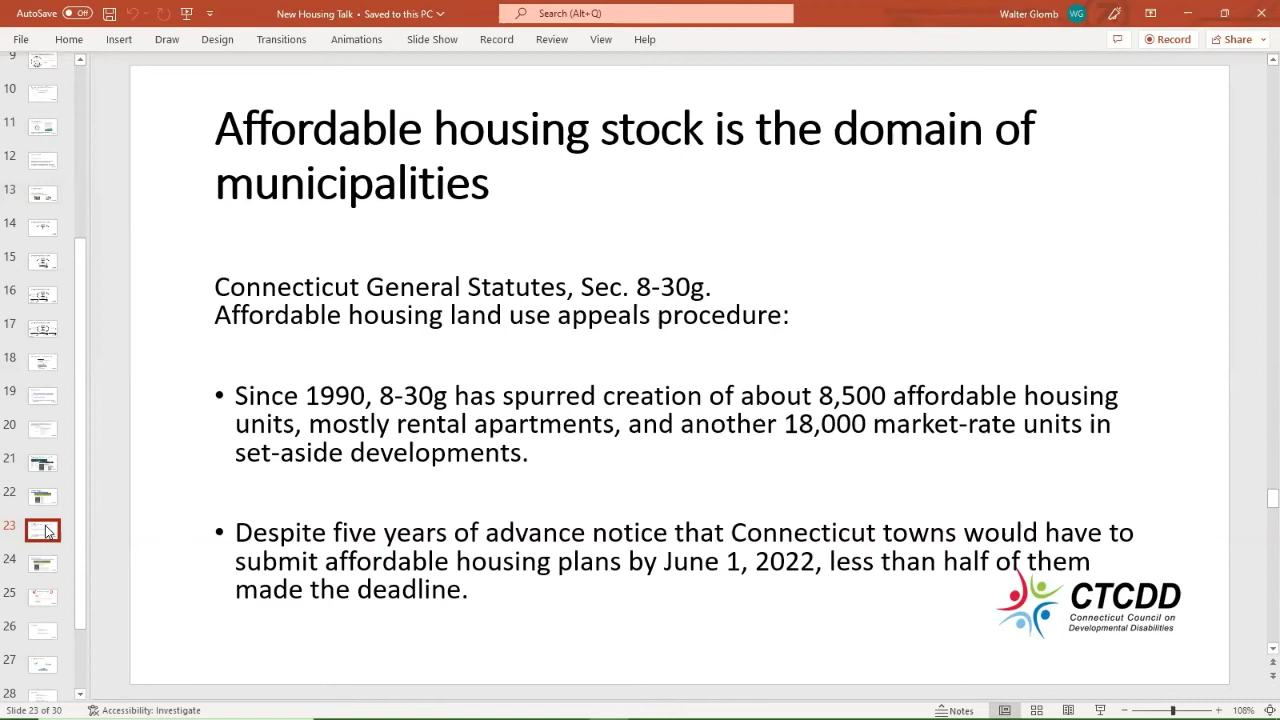 AutoSave Off New Housing Talk • Saved to this PC Search (Alt+Q) Walter Glomb WG
File Home Insert Draw Design Transitions Animations Slide Show Record Review View Help Record Share
9
10
11
12
13
14
15
16
17
18
19
20
22
23
24
25
26
27
28
Affordable housing stock is the domain of
municipalities
Connecticut General Statutes, Sec. 8-30g.
Affordable housing land use appeals procedure:
• Since 1990, 8-30g has spurred creation of about 8,500 affordable housing
units, mostly rental apartments, and another 18,000 market-rate units in
set-aside developments.
• Despite five years of advance notice that Connecticut towns would have to
submit affordable housing plans by June 1, 2022, less than half of them
made the deadline.
CTCDD
Connecticut Council on
Developmental Disabilities
Slide 23 of 30 Accessibility: Investigate Notes 108%